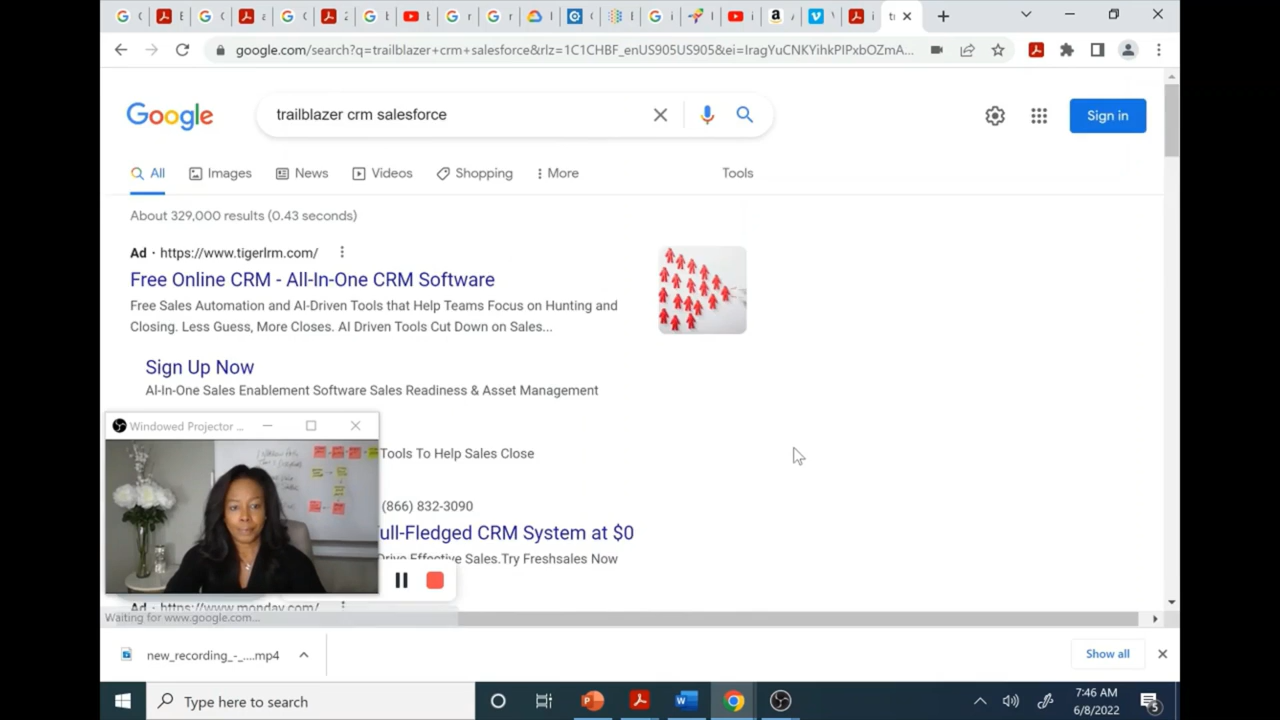 google.com/search?q=trailblazer+crm+salesforce&rlz=1C1CHBF_enUS905US905&ei=IragYuCNKYihkPIPxbOZmA...
Google
trailblazer crm salesforce
Sign in
All
Images
News
Videos
Shopping
More
Tools
About 329,000 results (0.43 seconds)
Ad · https://www.tigerlrm.com/
Free Online CRM - All-In-One CRM Software
Free Sales Automation and AI-Driven Tools that Help Teams Focus on Hunting and
Closing. Less Guess, More Closes. AI Driven Tools Cut Down on Sales...
Sign Up Now
AI-In-One Sales Enablement Software Sales Readiness & Asset Management
Windowed Projector ...
Tools To Help Sales Close
(866) 832-3090
ull-Fledged CRM System at $0
Drive Effective Sales.Try Freshsales Now
Ad · https://www.monday.com/
Waiting for www.google.com...
new_recording_-_....mp4
Show all
Type here to search
7:46 AM
6/8/2022
5